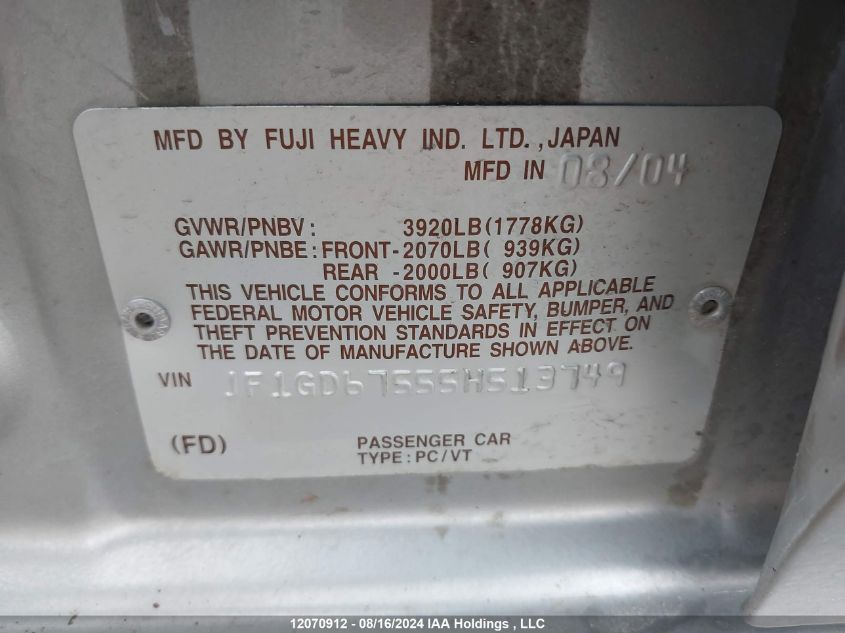 MFD BY FUJI HEAVY IND. LTD., JAPAN
MFD IN 08/04
GVWR/PNBV: 3920LB(1778KG)
GAWR/PNBE: FRONT-2070LB( 939KG)
REAR -2000LB( 907KG)
THIS VEHICLE CONFORMS TO ALL APPLICABLE
FEDERAL MOTOR VEHICLE SAFETY, BUMPER, AND
THEFT PREVENTION STANDARDS IN EFFECT ON
THE DATE OF MANUFACTURE SHOWN ABOVE.
VIN JF1GD67555H513749
(FD) PASSENGER CAR
TYPE: PC/VT
12070912 - 08/16/2024 IAA Holdings , LLC